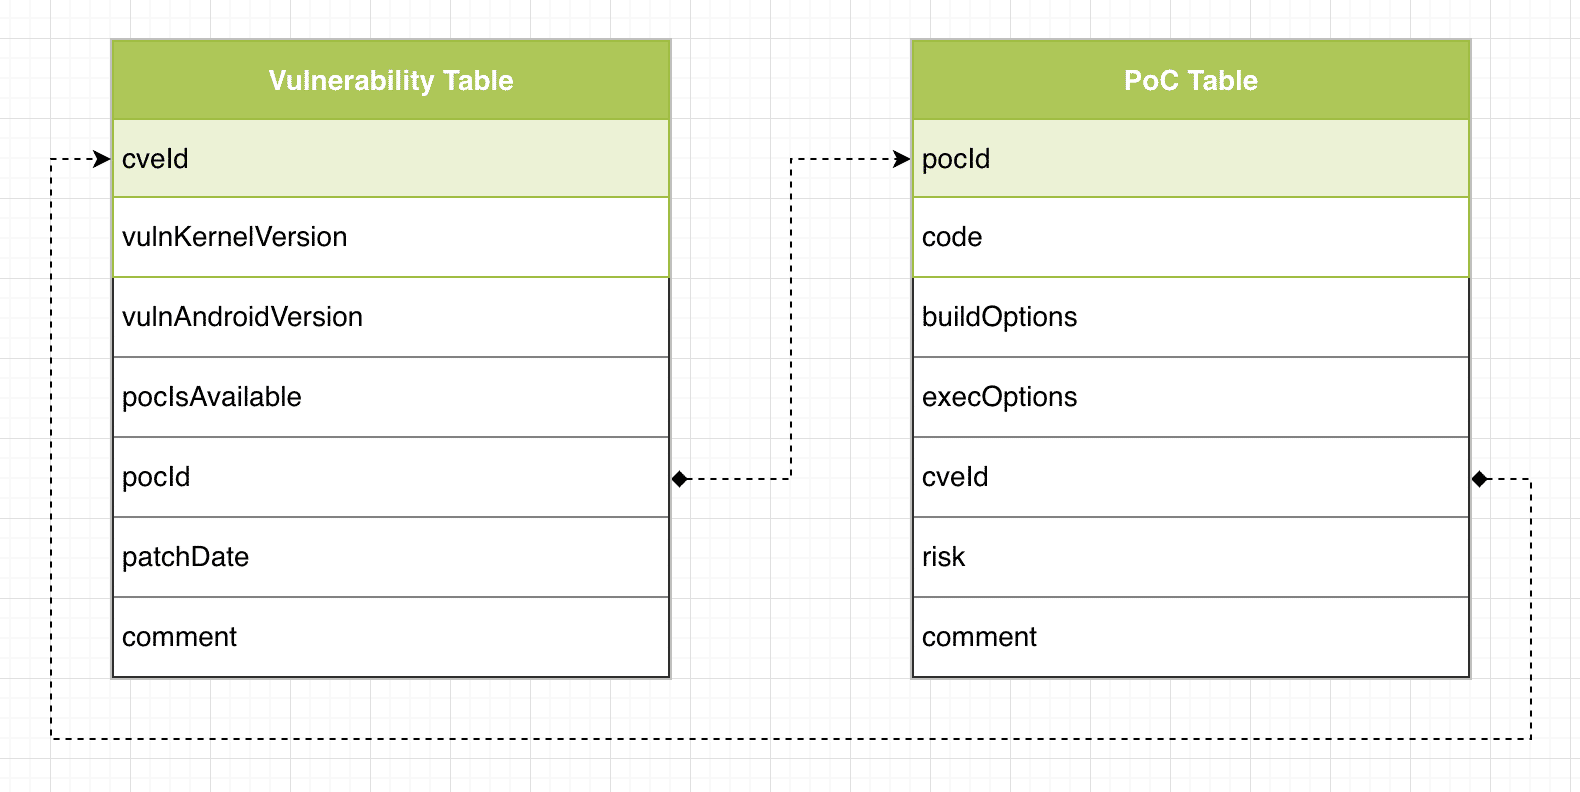 Vulnerability Table
cveId
vulnKernelVersion
vulnAndroidVersion
pocIsAvailable
pocId
patchDate
comment
PoC Table
pocId
code
buildOptions
execOptions
cveId
risk
comment